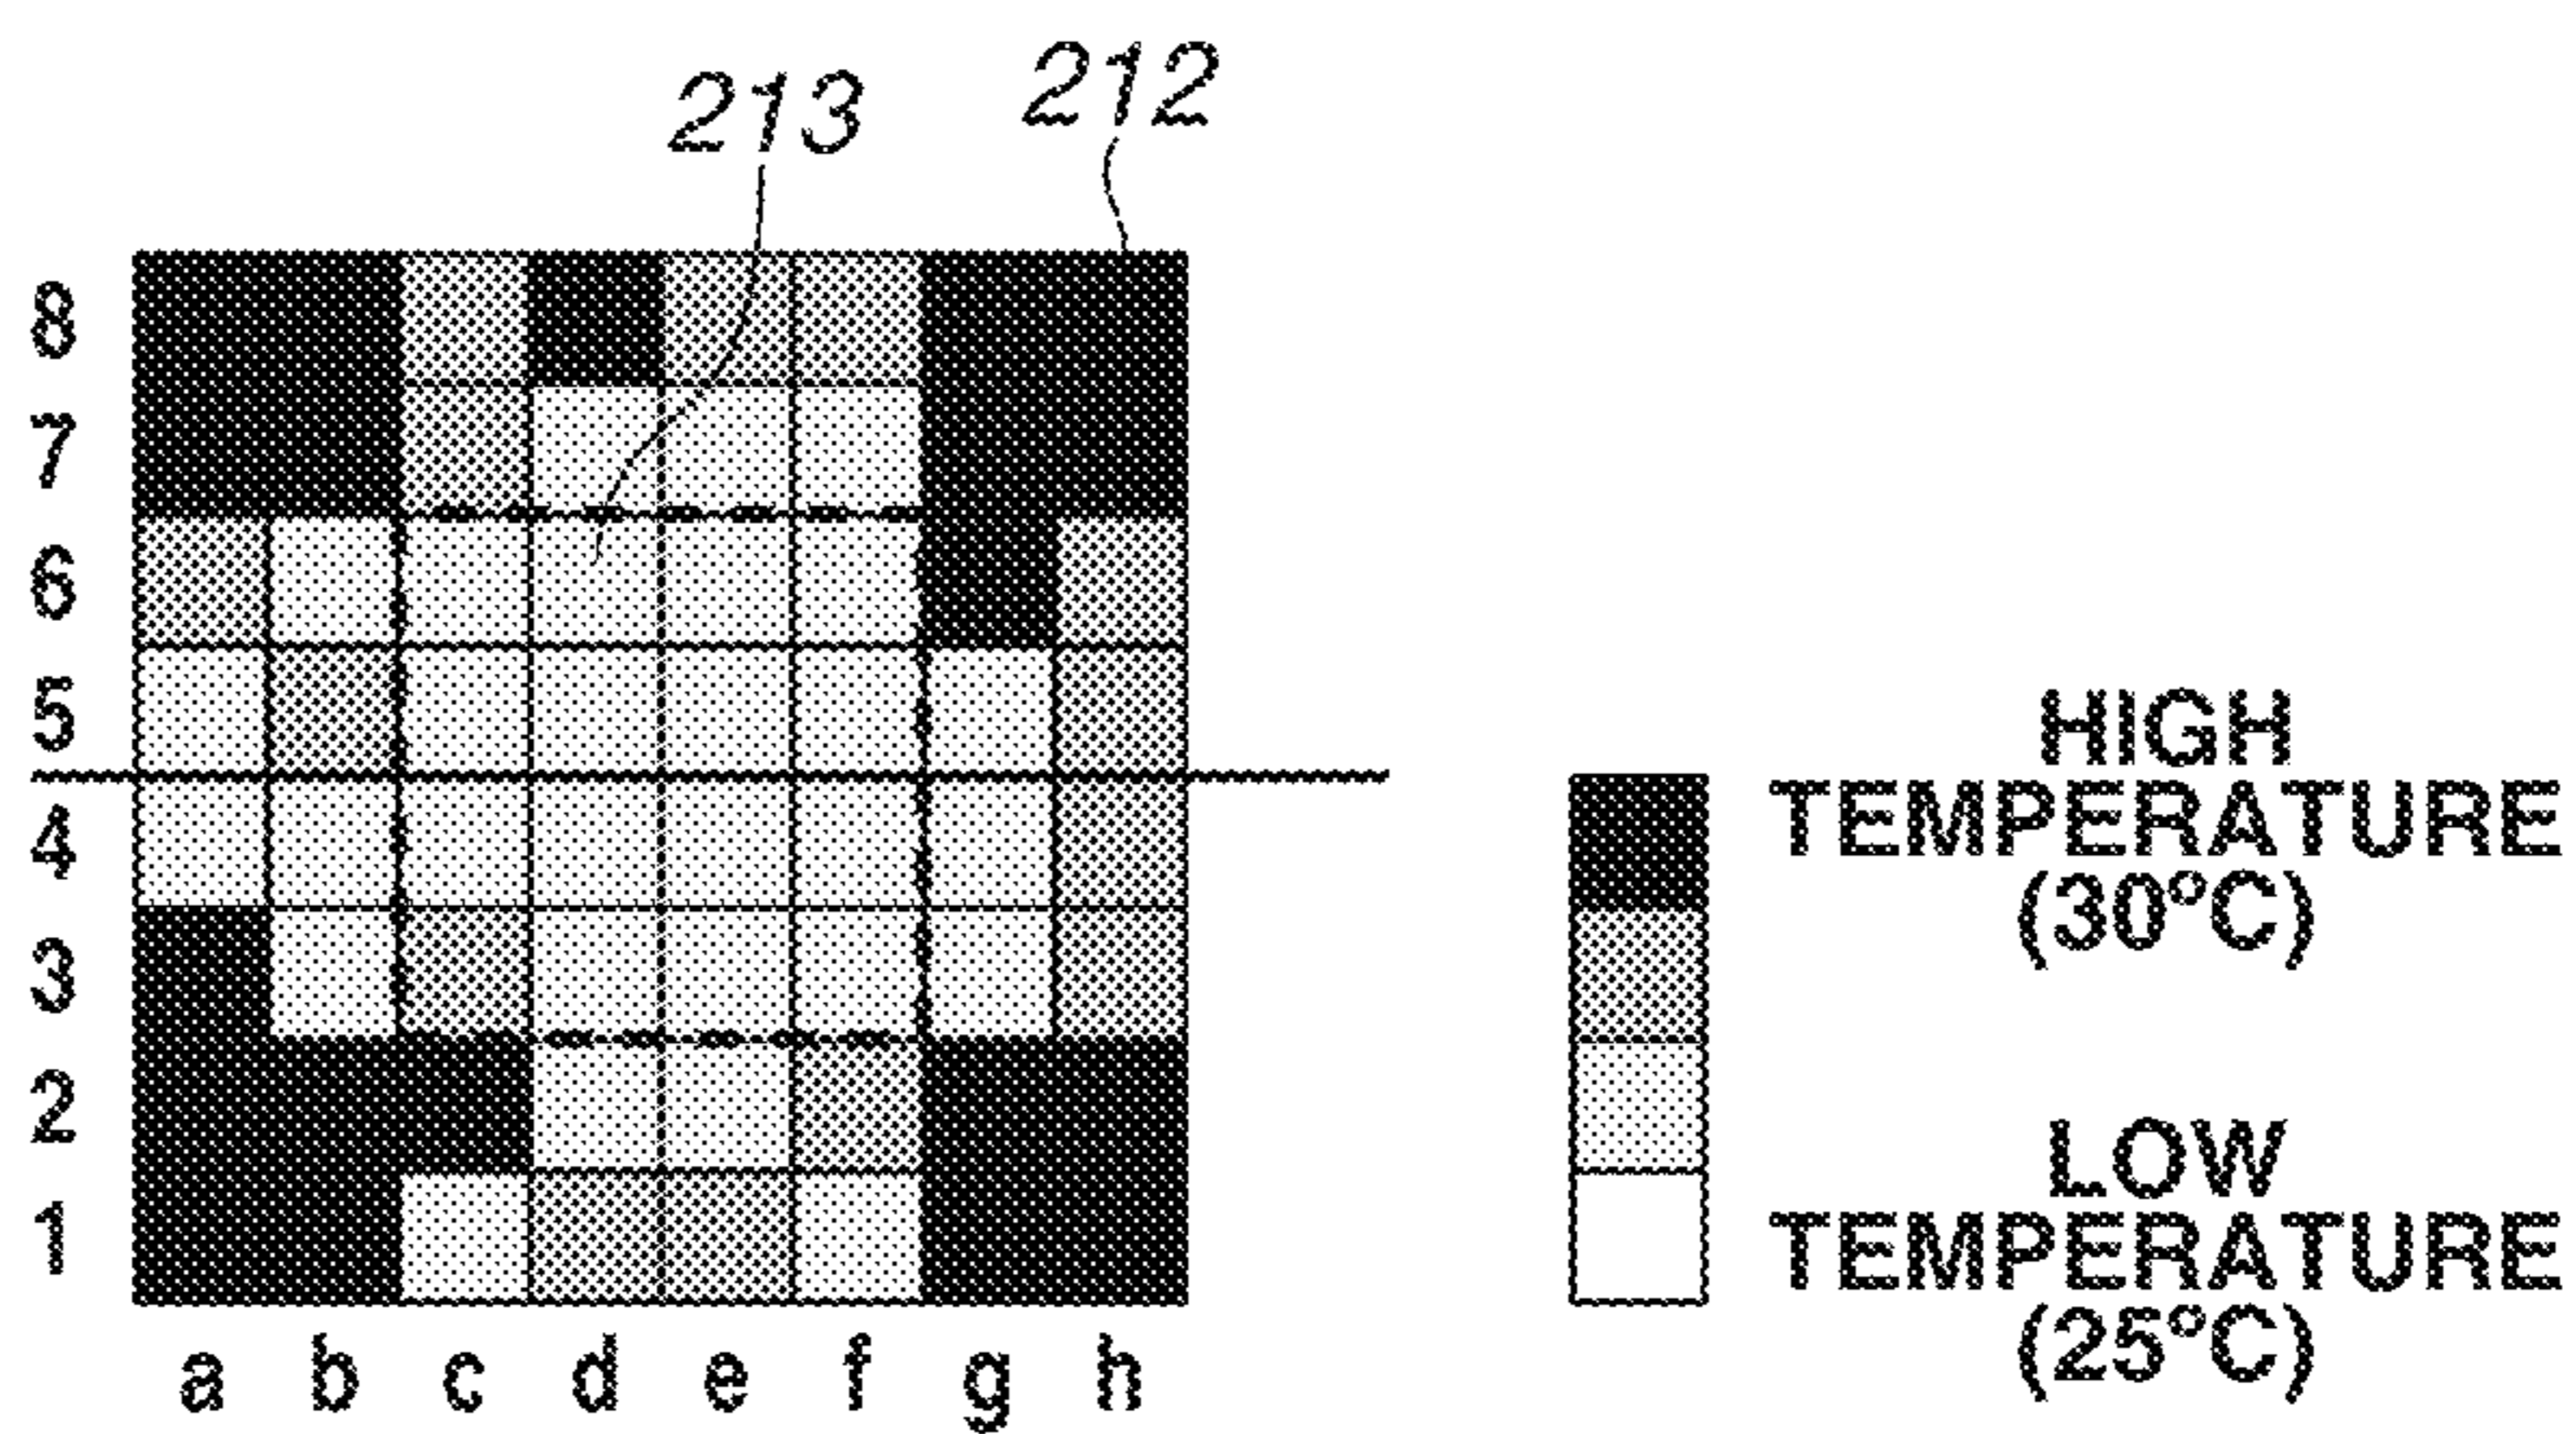 213
212
8
7
6
5
4
3
2
1
a b c d e f g h
HIGH
TEMPERATURE
(30°C)
LOW
TEMPERATURE
(25°C)